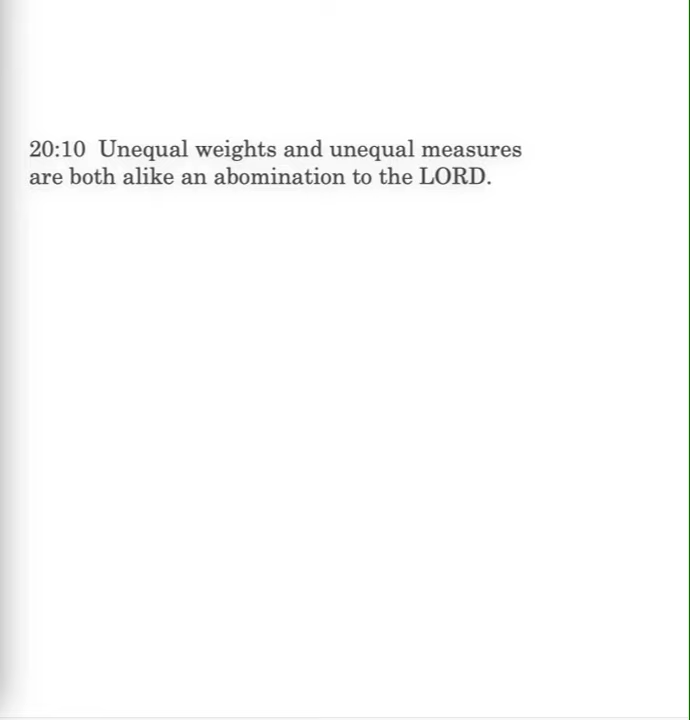 20:10 Unequal weights and unequal measures
are both alike an abomination to the LORD.